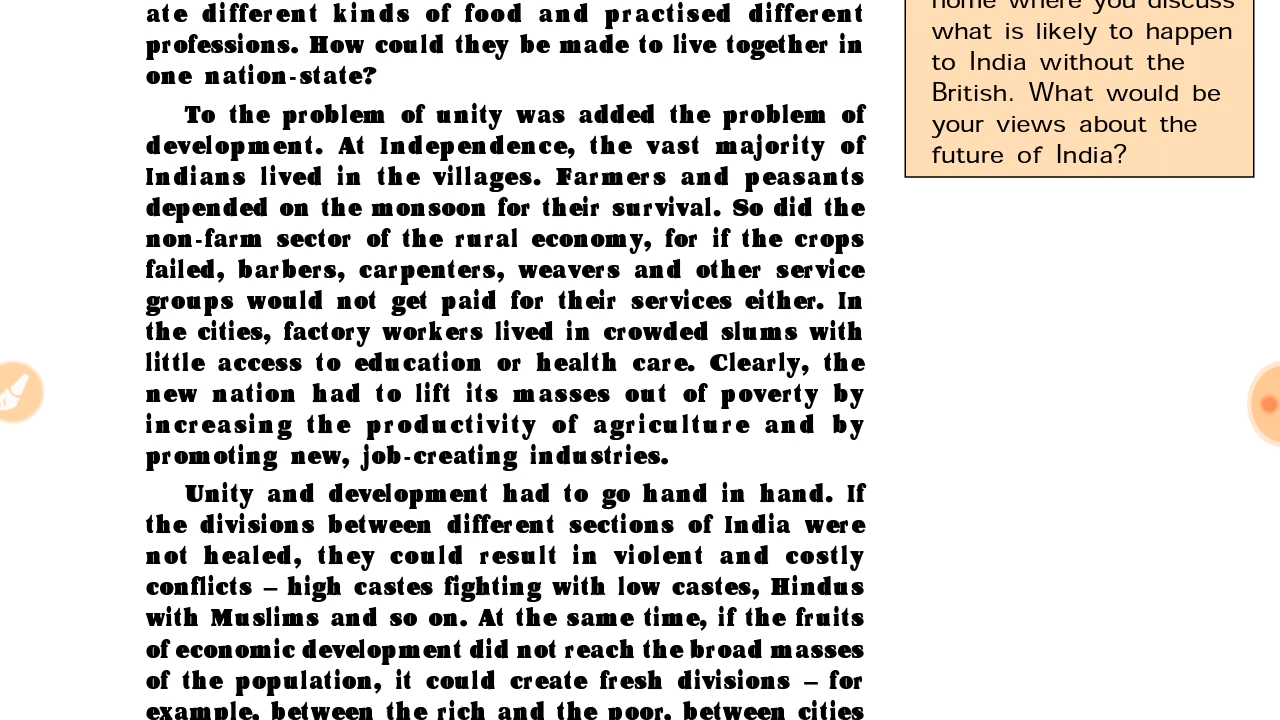 ate different kinds of food and practised different
professions. How could they be made to live together in
one nation-state?
To the problem of unity was added the problem of
development. At Independence, the vast majority of
Indians lived in the villages. Farmers and peasants
depended on the monsoon for their survival. So did the
non-farm sector of the rural economy, for if the crops
failed, barbers, carpenters, weavers and other service
groups would not get paid for their services either. In
the cities, factory workers lived in crowded slums with
little access to education or health care. Clearly, the
new nation had to lift its masses out of poverty by
increasing the productivity of agriculture and by
promoting new, job-creating industries.
Unity and development had to go hand in hand. If
the divisions between different sections of India were
not healed, they could result in violent and costly
conflicts – high castes fighting with low castes, Hindus
with Muslims and so on. At the same time, if the fruits
of economic development did not reach the broad masses
of the population, it could create fresh divisions – for
example, between the rich and the poor, between cities
home where you discuss
what is likely to happen
to India without the
British. What would be
your views about the
future of India?